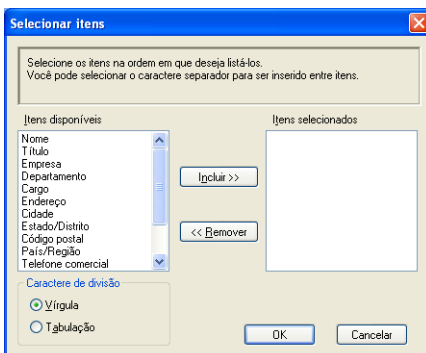 Selecionar itens
Selecione os itens na ordem em que deseja listá-los.
Você pode selecionar o caractere separador para ser inserido entre itens.
Itens disponíveis
Itens selecionados
Nome
Título
Empresa
Departamento
Cargo
Endereço
Cidade
Estado/Distrito
Código postal
País/Região
Telefone comercial
Incluir >>
<< Remover
Caractere de divisão
Vírgula
Tabulação
OK
Cancelar